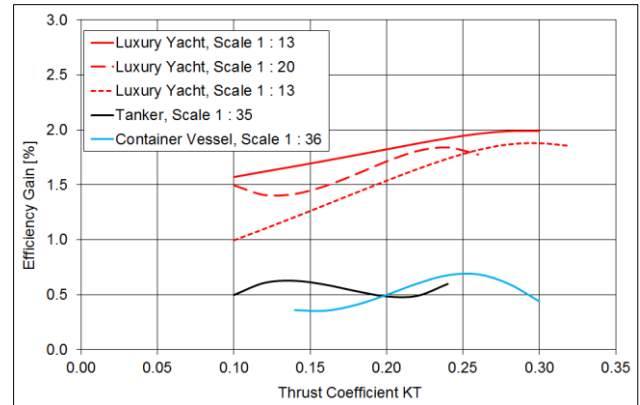 3.0
2.5
2.0
1.5
1.0
0.5
0.0
Efficiency Gain [%]
Luxury Yacht, Scale 1 : 13
Luxury Yacht, Scale 1 : 20
Luxury Yacht, Scale 1 : 13
Tanker, Scale 1 : 35
Container Vessel, Scale 1 : 36
0.00 0.05 0.10 0.15 0.20 0.25 0.30 0.35
Thrust Coefficient KT